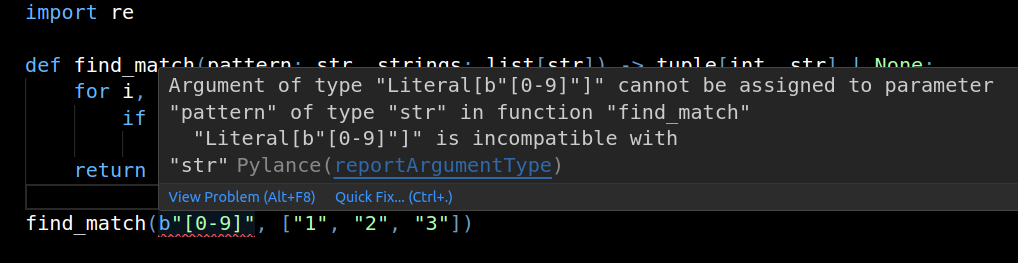 import re
def find_match(pattern: str, strings: list[str]) -> tuple[int, str] | None:
for i,
if
return
Argument of type "Literal[b"[0-9]"]" cannot be assigned to parameter
"pattern" of type "str" in function "find_match"
"Literal[b"[0-9]"]" is incompatible with
"str" Pylance(reportArgumentType)
View Problem (Alt+F8) Quick Fix... (Ctrl+.)
find_match(b"[0-9]", ["1", "2", "3"])